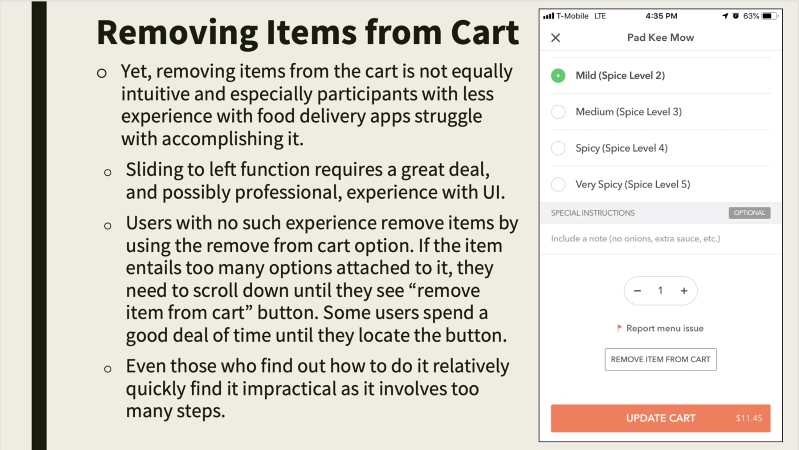 Removing Items from Cart
o Yet, removing items from the cart is not equally
intuitive and especially participants with less
experience with food delivery apps struggle
with accomplishing it.
o Sliding to left function requires a great deal,
and possibly professional, experience with UI.
o Users with no such experience remove items by
using the remove from cart option. If the item
entails too many options attached to it, they
need to scroll down until they see “remove
item from cart” button. Some users spend a
good deal of time until they locate the button.
o Even those who find out how to do it relatively
quickly find it impractical as it involves too
many steps.
T-Mobile LTE 4:35 PM 63%
Pad Kee Mow
Mild (Spice Level 2)
Medium (Spice Level 3)
Spicy (Spice Level 4)
Very Spicy (Spice Level 5)
SPECIAL INSTRUCTIONS OPTIONAL
Include a note (no onions, extra sauce, etc.)
− 1 +
Report menu issue
REMOVE ITEM FROM CART
UPDATE CART $11.45